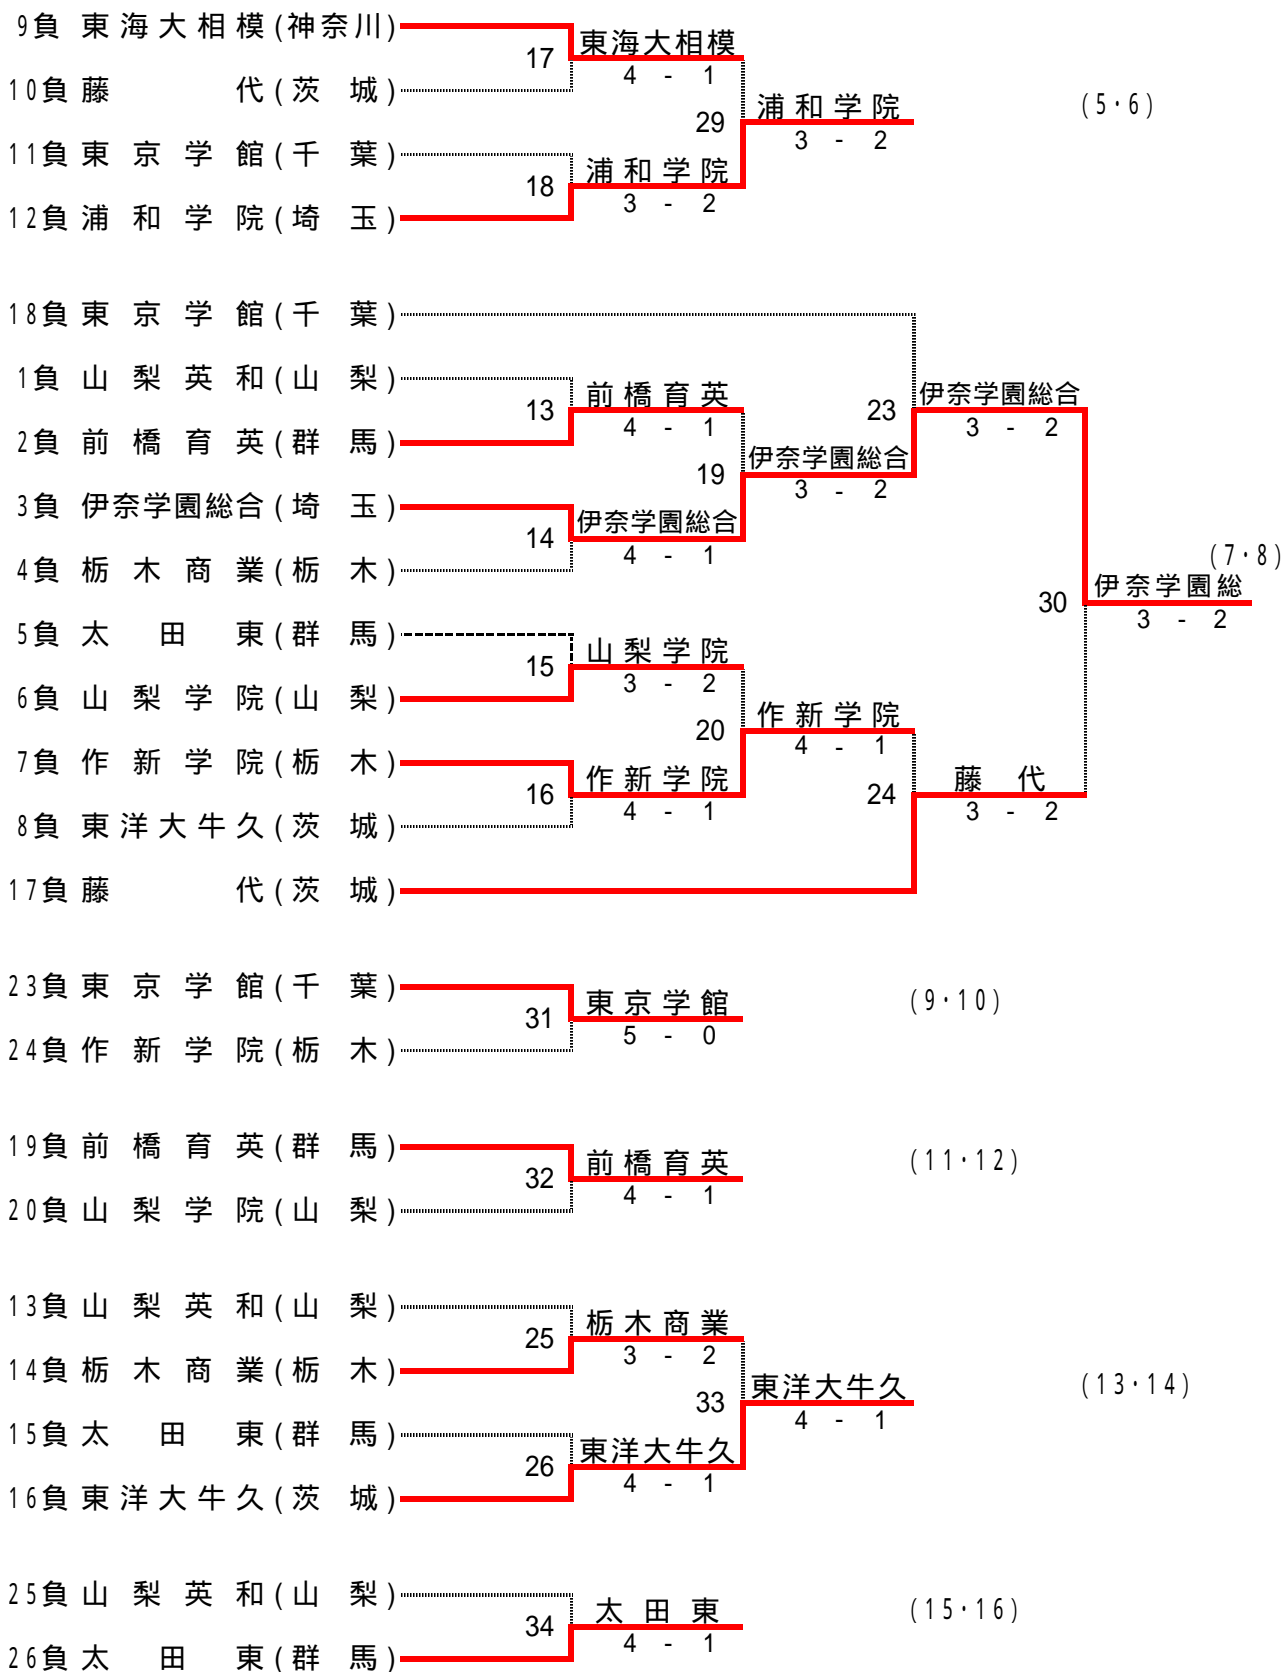 9負 東海大相模(神奈川)
17 東海大相模
4 - 1
10負 藤代(茨城)
29 浦和学院
3 - 2
(5・6)
11負 東京学館(千葉)
18 浦和学院
3 - 2
12負 浦和学院(埼玉)
18負 東京学館(千葉)
1負 山梨英和(山梨)
13 前橋育英
4 - 1
23 伊奈学園総合
3 - 2
2負 前橋育英(群馬)
19 伊奈学園総合
3 - 2
3負 伊奈学園総合(埼玉)
14 伊奈学園総合
4 - 1
4負 栃木商業(栃木)
(7・8)
30 伊奈学園総
3 - 2
5負 太田東(群馬)
15 山梨学院
3 - 2
6負 山梨学院(山梨)
20 作新学院
4 - 1
7負 作新学院(栃木)
16 作新学院
4 - 1
24 藤代
3 - 2
8負 東洋大牛久(茨城)
17負 藤代(茨城)
23負 東京学館(千葉)
31 東京学館
5 - 0
(9・10)
24負 作新学院(栃木)
19負 前橋育英(群馬)
32 前橋育英
4 - 1
(11・12)
20負 山梨学院(山梨)
13負 山梨英和(山梨)
25 栃木商業
3 - 2
14負 栃木商業(栃木)
33 東洋大牛久
4 - 1
(13・14)
15負 太田東(群馬)
26 東洋大牛久
4 - 1
16負 東洋大牛久(茨城)
25負 山梨英和(山梨)
34 太田東
4 - 1
(15・16)
26負 太田東(群馬)